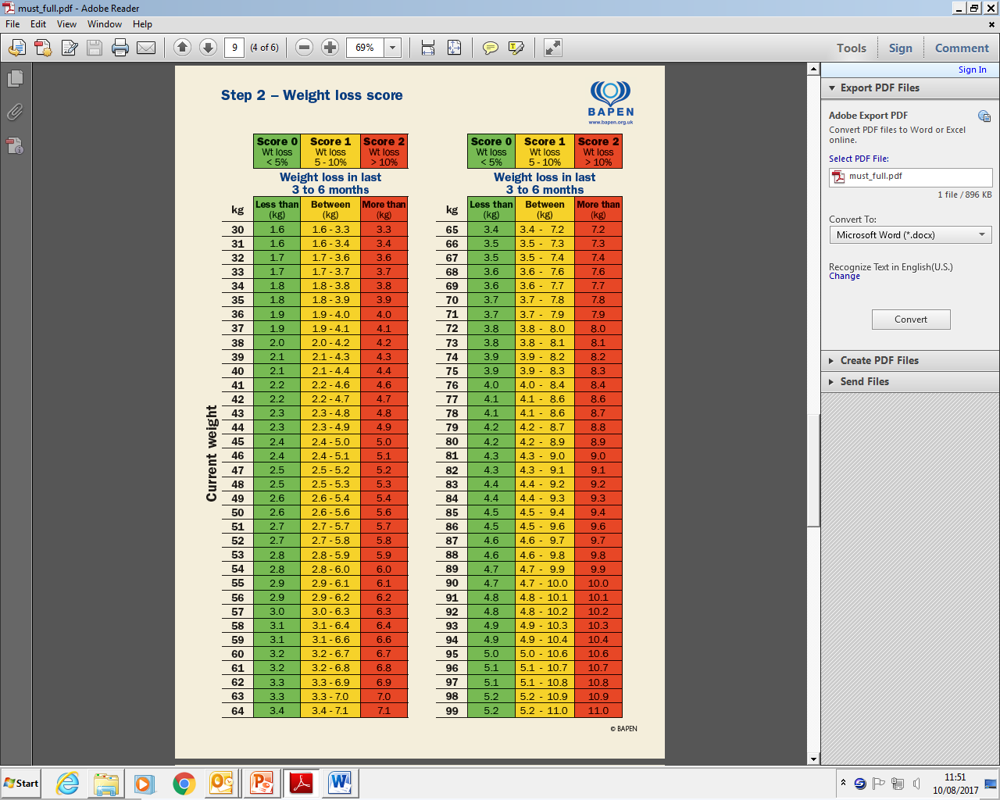 must_full.pdf - Adobe Reader
File Edit View Window Help
9 (4 of 6) 69% Tools Sign Comment
Sign In
Step 2 – Weight loss score
BAPEN
www.bapen.org.uk
Score 0 Score 1 Score 2 Score 0 Score 1 Score 2
Wt loss Wt loss Wt loss Wt loss Wt loss Wt loss
< 5% 5 - 10% > 10% < 5% 5 - 10% > 10%
Weight loss in last Weight loss in last
3 to 6 months 3 to 6 months
kg Less than Between More than kg Less than Between More than
(kg) (kg) (kg) (kg) (kg) (kg)
30 1.6 1.6 - 3.3 3.3 65 3.4 3.4 - 7.2 7.2
31 1.6 1.6 - 3.4 3.4 66 3.5 3.5 - 7.3 7.3
32 1.7 1.7 - 3.6 3.6 67 3.5 3.5 - 7.4 7.4
33 1.7 1.7 - 3.7 3.7 68 3.6 3.6 - 7.6 7.6
34 1.8 1.8 - 3.8 3.8 69 3.6 3.6 - 7.7 7.7
35 1.8 1.8 - 3.9 3.9 70 3.7 3.7 - 7.8 7.8
36 1.9 1.9 - 4.0 4.0 71 3.7 3.7 - 7.9 7.9
37 1.9 1.9 - 4.1 4.1 72 3.8 3.8 - 8.0 8.0
38 2.0 2.0 - 4.2 4.2 73 3.8 3.8 - 8.1 8.1
39 2.1 2.1 - 4.3 4.3 74 3.9 3.9 - 8.2 8.2
40 2.1 2.1 - 4.4 4.4 75 3.9 3.9 - 8.3 8.3
41 2.2 2.2 - 4.6 4.6 76 4.0 4.0 - 8.4 8.4
42 2.2 2.2 - 4.7 4.7 77 4.1 4.1 - 8.6 8.6
43 2.3 2.3 - 4.8 4.8 78 4.1 4.1 - 8.6 8.7
44 2.3 2.3 - 4.9 4.9 79 4.2 4.2 - 8.7 8.8
45 2.4 2.4 - 5.0 5.0 80 4.2 4.2 - 8.9 8.9
46 2.4 2.4 - 5.1 5.1 81 4.3 4.3 - 9.0 9.0
47 2.5 2.5 - 5.2 5.2 82 4.3 4.3 - 9.1 9.1
48 2.5 2.5 - 5.3 5.3 83 4.4 4.4 - 9.2 9.2
49 2.6 2.6 - 5.4 5.4 84 4.4 4.4 - 9.3 9.3
50 2.6 2.6 - 5.6 5.6 85 4.5 4.5 - 9.4 9.4
51 2.7 2.7 - 5.7 5.7 86 4.5 4.5 - 9.6 9.6
52 2.7 2.7 - 5.8 5.8 87 4.6 4.6 - 9.7 9.7
53 2.8 2.8 - 5.9 5.9 88 4.6 4.6 - 9.8 9.8
54 2.8 2.8 - 6.0 6.0 89 4.7 4.7 - 9.9 9.9
55 2.9 2.9 - 6.1 6.1 90 4.7 4.7 - 10.0 10.0
56 2.9 2.9 - 6.2 6.2 91 4.8 4.8 - 10.1 10.1
57 3.0 3.0 - 6.3 6.3 92 4.8 4.8 - 10.2 10.2
58 3.1 3.1 - 6.4 6.4 93 4.9 4.9 - 10.3 10.3
59 3.1 3.1 - 6.6 6.6 94 4.9 4.9 - 10.4 10.4
60 3.2 3.2 - 6.7 6.7 95 5.0 5.0 - 10.6 10.6
61 3.2 3.2 - 6.8 6.8 96 5.1 5.1 - 10.7 10.7
62 3.3 3.3 - 6.9 6.9 97 5.1 5.1 - 10.8 10.8
63 3.3 3.3 - 7.0 7.0 98 5.2 5.2 - 10.9 10.9
64 3.4 3.4 - 7.1 7.1 99 5.2 5.2 - 11.0 11.0
Current weight
© BAPEN
Export PDF Files
Adobe Export PDF
Convert PDF files to Word or Excel
online.
Select PDF File:
must_full.pdf
1 file / 896 KB
Convert To:
Microsoft Word (*.docx)
Recognize Text in English(U.S.)
Change
Convert
Create PDF Files
Send Files
Start
11:51
10/08/2017